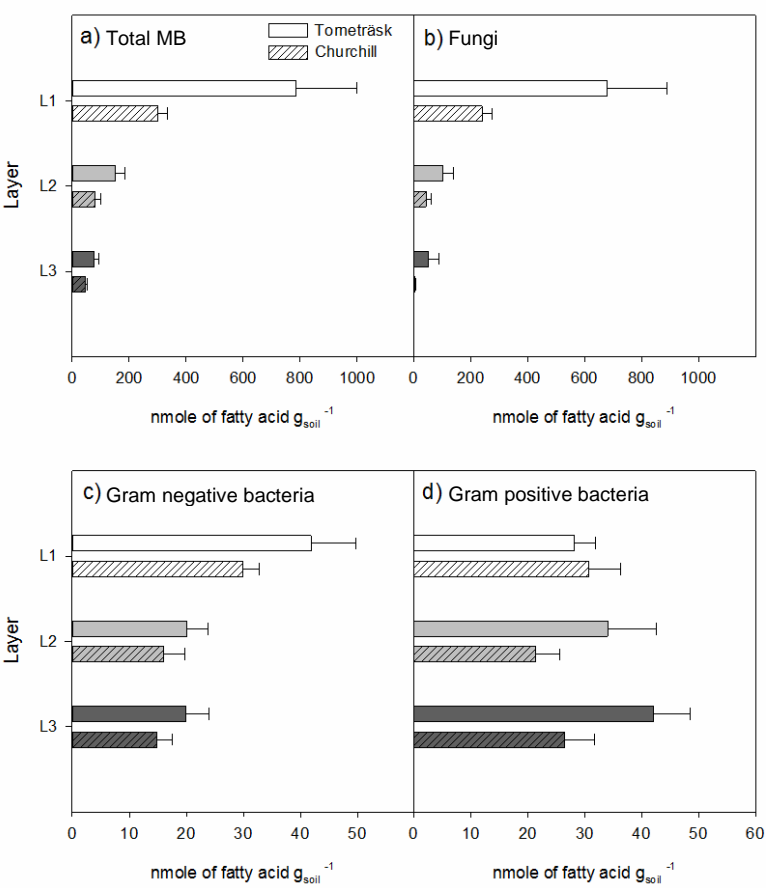 a) Total MB
Tometräsk
Churchill
b) Fungi
L1
L2
L3
Layer
0 200 400 600 800 1000
0 200 400 600 800 1000
nmole of fatty acid gsoil -1
nmole of fatty acid gsoil -1
c) Gram negative bacteria
d) Gram positive bacteria
L1
L2
L3
Layer
0 10 20 30 40 50
0 10 20 30 40 50 60
nmole of fatty acid gsoil -1
nmole of fatty acid gsoil -1